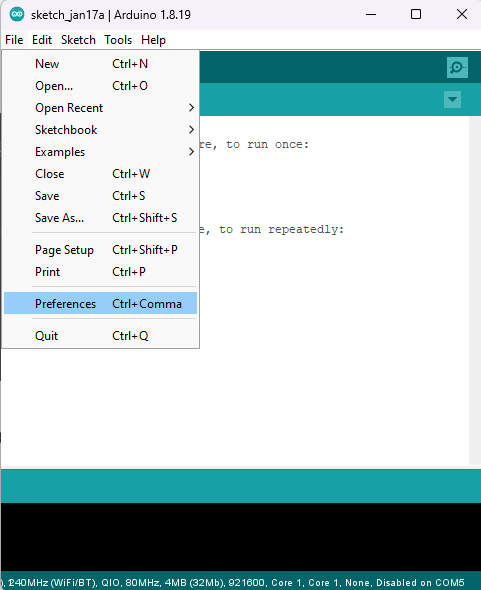 sketch_jan17a | Arduino 1.8.19
File Edit Sketch Tools Help
New Ctrl+N
Open... Ctrl+O
Open Recent
Sketchbook
Examples
re, to run once:
Close Ctrl+W
Save Ctrl+S
Save As... Ctrl+Shift+S
e, to run repeatedly:
Page Setup Ctrl+Shift+P
Print Ctrl+P
Preferences Ctrl+Comma
Quit Ctrl+Q
), 240MHz (WiFi/BT), QIO, 80MHz, 4MB (32Mb), 921600, Core 1, Core 1, None, Disabled on COM5